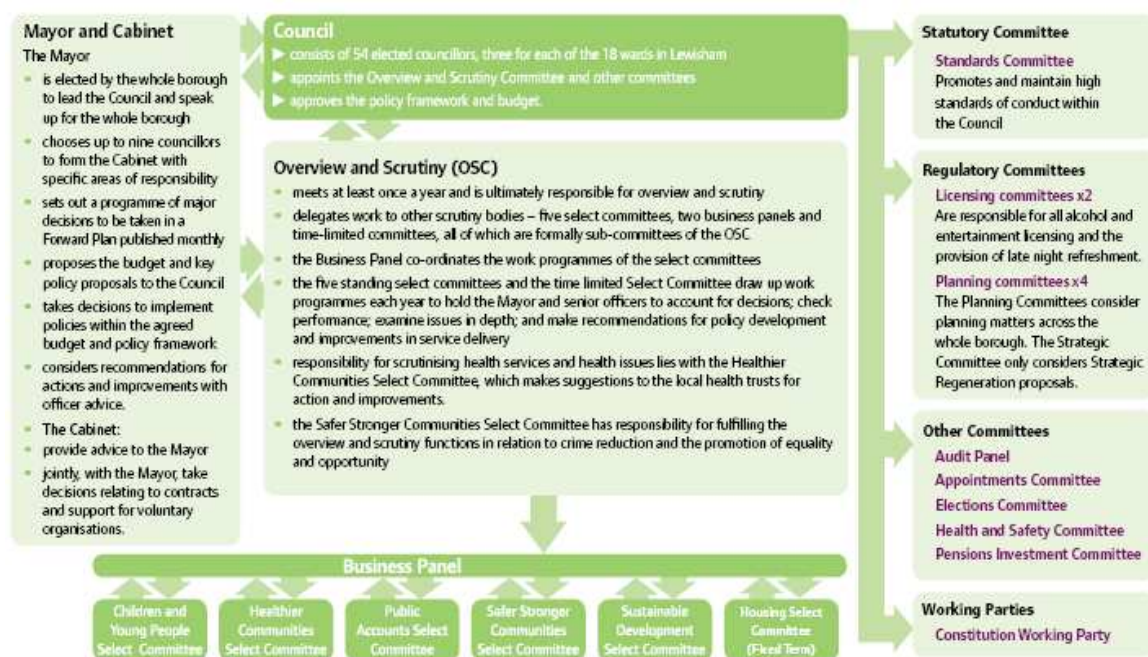 Mayor and Cabinet
The Mayor
• is elected by the whole borough
to lead the Council and speak
up for the whole borough
• chooses up to nine councillors
to form the Cabinet with
specific areas of responsibility
• sets out a programme of major
decisions to be taken in a
Forward Plan published monthly
• proposes the budget and key
policy proposals to the Council
• takes decisions to implement
policies within the agreed
budget and policy framework
• considers recommendations for
actions and improvements with
officer advice.
• The Cabinet:
• provide advice to the Mayor
• jointly, with the Mayor, take
decisions relating to contracts
and support for voluntary
organisations.
Council
▶ consists of 54 elected councillors, three for each of the 18 wards in Lewisham
▶ appoints the Overview and Scrutiny Committee and other committees
▶ approves the policy framework and budget.
Overview and Scrutiny (OSC)
• meets at least once a year and is ultimately responsible for overview and scrutiny
• delegates work to other scrutiny bodies – five select committees, two business panels and
time-limited committees, all of which are formally sub-committees of the OSC
• the Business Panel co-ordinates the work programmes of the select committees
• the five standing select committees and the time limited Select Committee draw up work
programmes each year to hold the Mayor and senior officers to account for decisions; check
performance; examine issues in depth; and make recommendations for policy development
and improvements in service delivery
• responsibility for scrutinising health services and health issues lies with the Healthier
Communities Select Committee, which makes suggestions to the local health trusts for
action and improvements.
• the Safer Stronger Communities Select Committee has responsibility for fulfilling the
overview and scrutiny functions in relation to crime reduction and the promotion of equality
and opportunity
Business Panel
Children and
Young People
Select Committee
Healthier
Communities
Select Committee
Public
Accounts Select
Committee
Safer Stronger
Communities
Select Committee
Sustainable
Development
Select Committee
Housing Select
Committee
(Fixed Term)
Statutory Committee
Standards Committee
Promotes and maintain high
standards of conduct within
the Council
Regulatory Committees
Licensing committees x2
Are responsible for all alcohol and
entertainment licensing and the
provision of late night refreshment.
Planning committees x4
The Planning Committees consider
planning matters across the
whole borough. The Strategic
Committee only considers Strategic
Regeneration proposals.
Other Committees
Audit Panel
Appointments Committee
Elections Committee
Health and Safety Committee
Pensions Investment Committee
Working Parties
Constitution Working Party